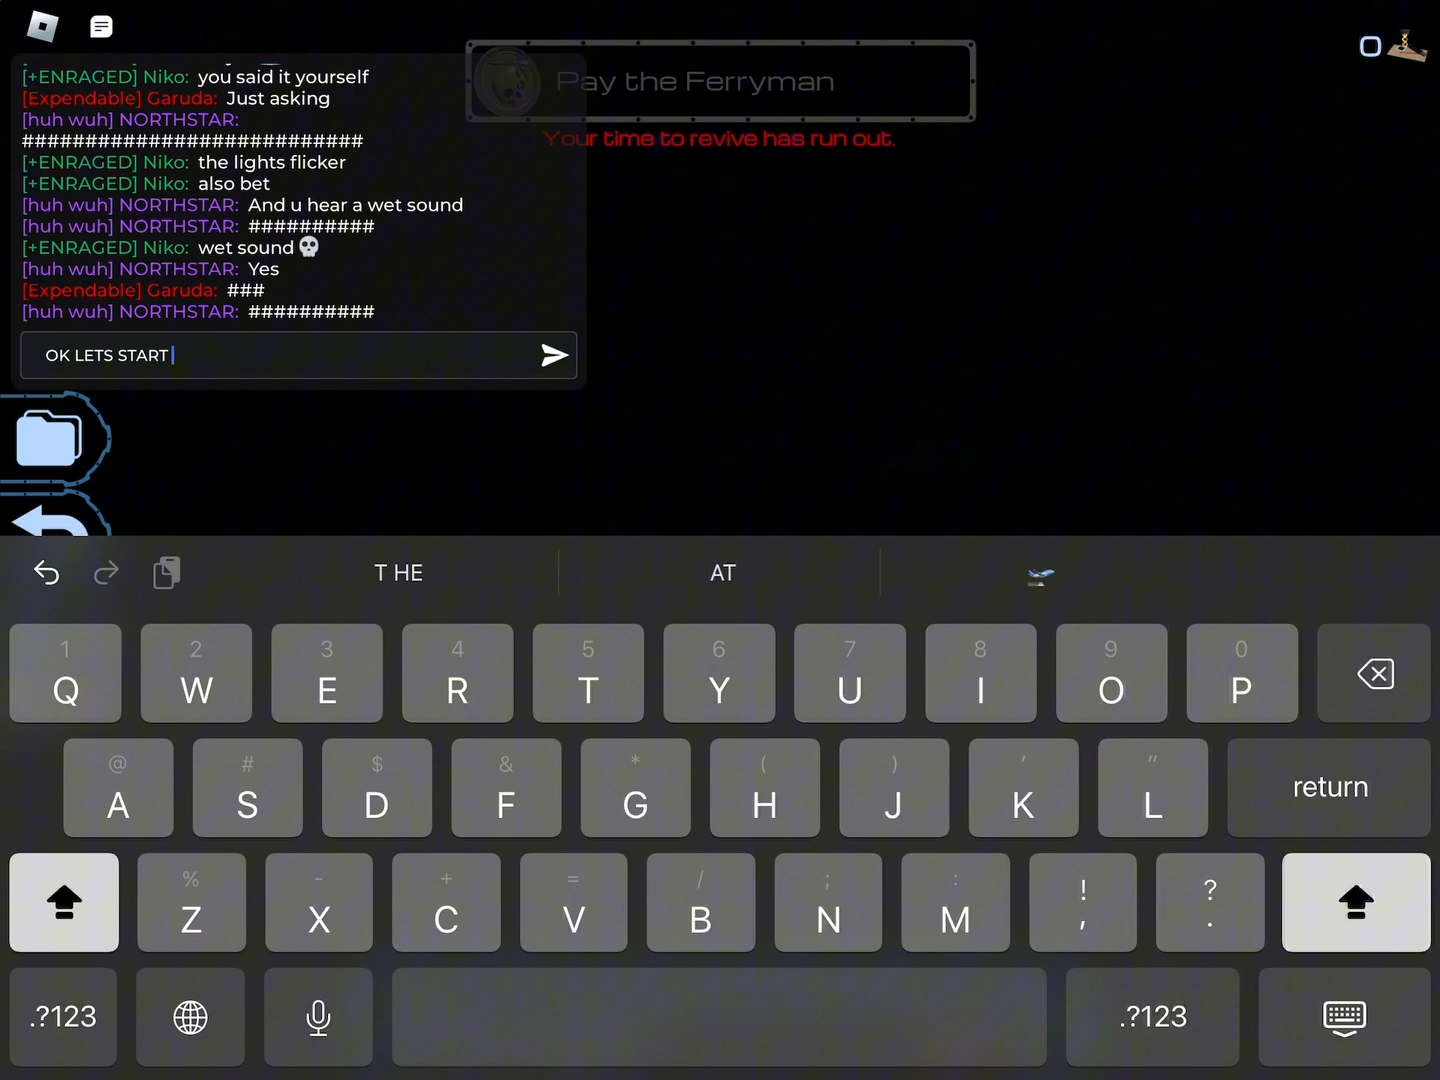 [+ENRAGED] Niko: you said it yourself
[Expendable] Garuda: Just asking
[huh wuh] NORTHSTAR:
###########################
[+ENRAGED] Niko: the lights flicker
[+ENRAGED] Niko: also bet
[huh wuh] NORTHSTAR: And u hear a wet sound
[huh wuh] NORTHSTAR: ##########
[+ENRAGED] Niko: wet sound 💀
[huh wuh] NORTHSTAR: Yes
[Expendable] Garuda: ###
[huh wuh] NORTHSTAR: ##########
OK LETS START
Pay the Ferryman
Your time to revive has run out.
0
T HE AT 🛫
1 2 3 4 5 6 7 8 9 0
Q W E R T Y U I O P
@ # $ & * ( ) ' "
A S D F G H J K L return
% - + = / ; : ! ?
Z X C V B N M , .
.?123 .?123